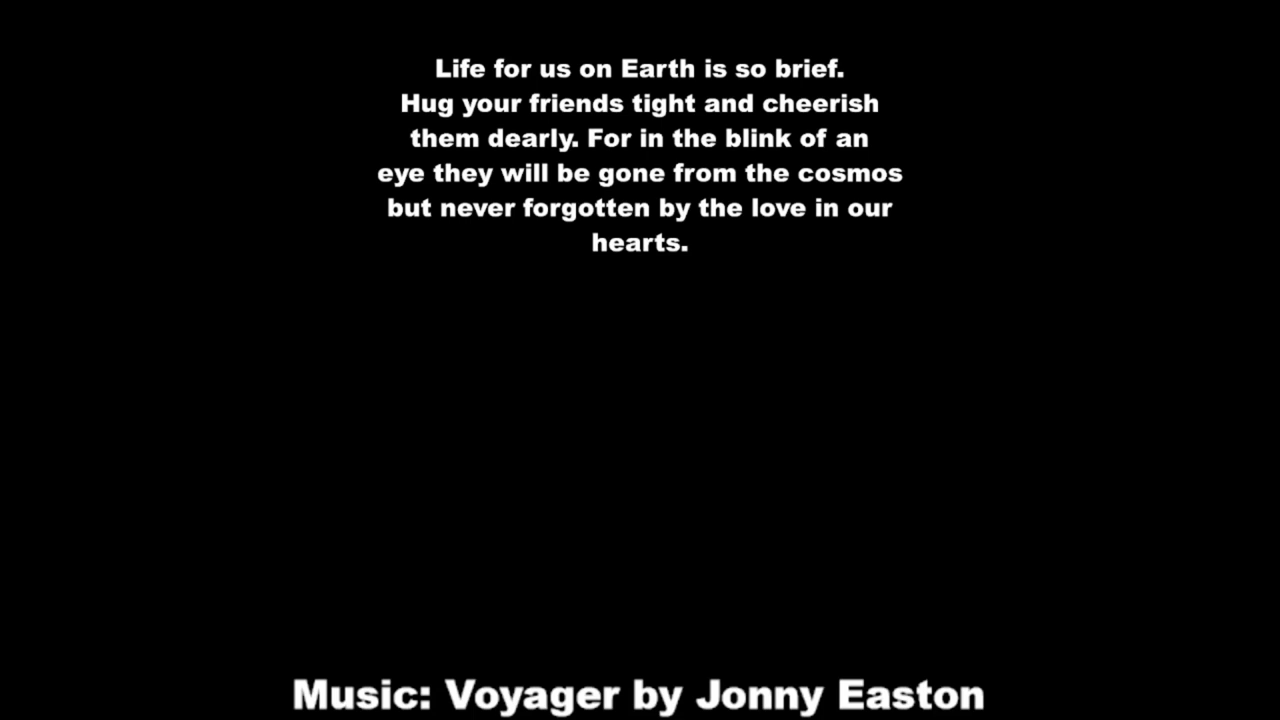 Life for us on Earth is so brief.
Hug your friends tight and cheerish
them dearly. For in the blink of an
eye they will be gone from the cosmos
but never forgotten by the love in our
hearts.
Music: Voyager by Jonny Easton